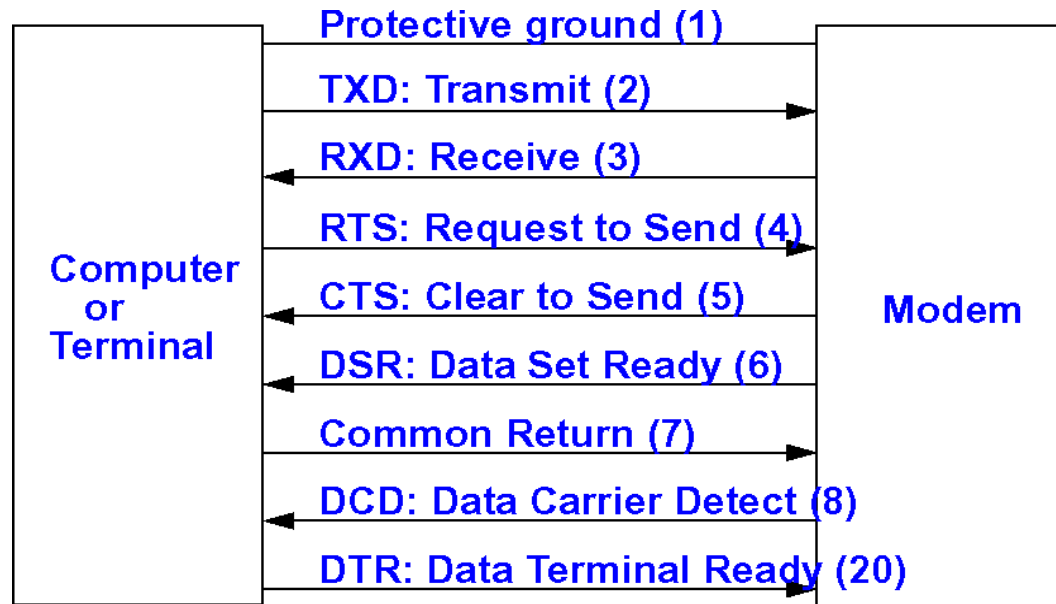 Protective ground (1)
TXD: Transmit (2)
RXD: Receive (3)
RTS: Request to Send (4)
CTS: Clear to Send (5)
DSR: Data Set Ready (6)
Common Return (7)
DCD: Data Carrier Detect (8)
DTR: Data Terminal Ready (20)
Computer
or
Terminal
Modem